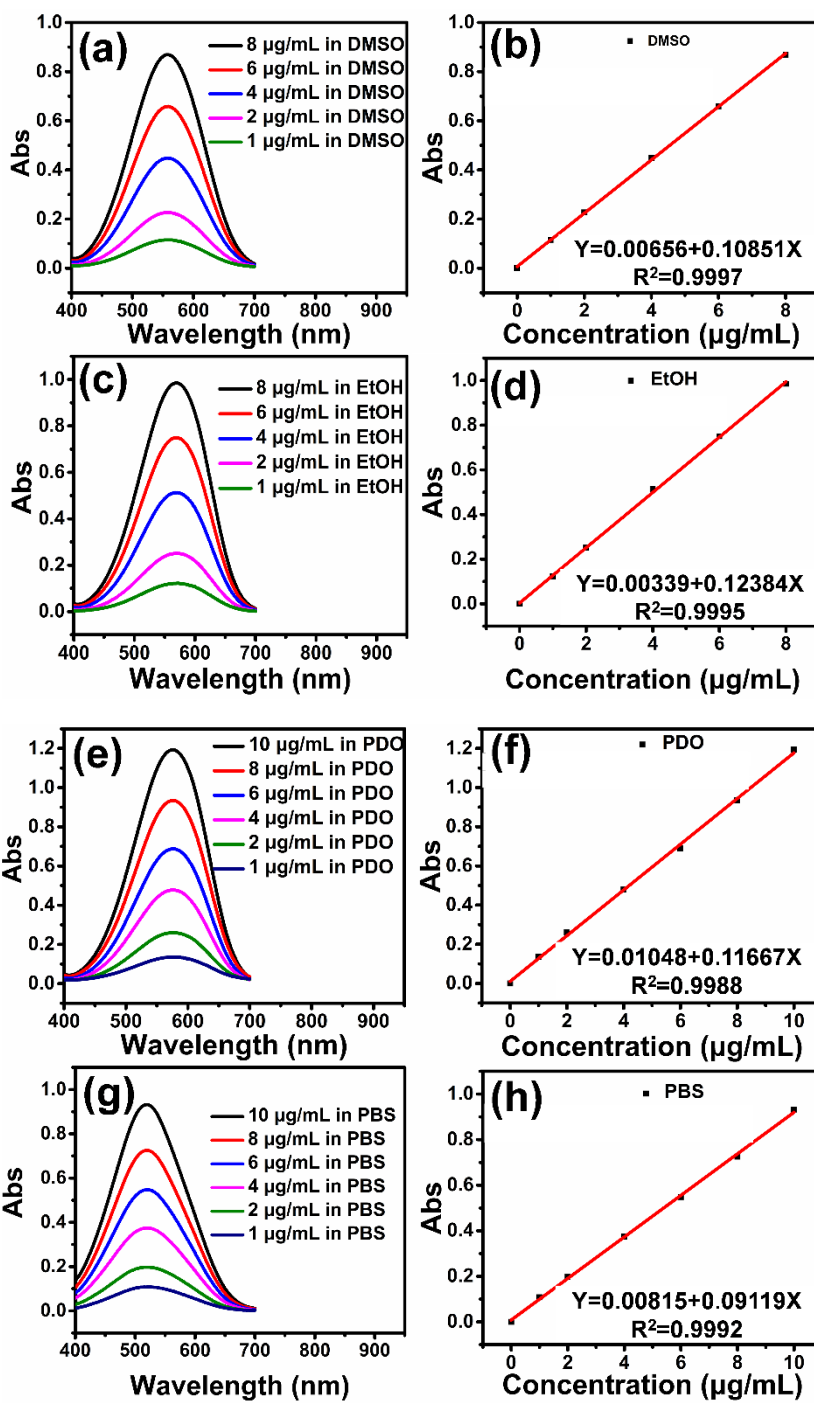 (a)
8 µg/mL in DMSO
6 µg/mL in DMSO
4 µg/mL in DMSO
2 µg/mL in DMSO
1 µg/mL in DMSO
1.0
0.8
0.6
0.4
0.2
0.0
Abs
400 500 600 700 800 900
Wavelength (nm)
(b)
DMSO
1.0
0.8
0.6
0.4
0.2
0.0
Abs
Y=0.00656+0.10851X
R²=0.9997
0 2 4 6 8
Concentration (µg/mL)
(c)
8 µg/mL in EtOH
6 µg/mL in EtOH
4 µg/mL in EtOH
2 µg/mL in EtOH
1 µg/mL in EtOH
1.0
0.8
0.6
0.4
0.2
0.0
Abs
400 500 600 700 800 900
Wavelength (nm)
(d)
EtOH
1.0
0.8
0.6
0.4
0.2
0.0
Abs
Y=0.00339+0.12384X
R²=0.9995
0 2 4 6 8
Concentration (µg/mL)
(e)
10 µg/mL in PDO
8 µg/mL in PDO
6 µg/mL in PDO
4 µg/mL in PDO
2 µg/mL in PDO
1 µg/mL in PDO
1.2
1.0
0.8
0.6
0.4
0.2
0.0
Abs
400 500 600 700 800 900
Wavelength (nm)
(f)
PDO
1.2
1.0
0.8
0.6
0.4
0.2
0.0
Abs
Y=0.01048+0.11667X
R²=0.9988
0 2 4 6 8 10
Concentration (µg/mL)
(g)
10 µg/mL in PBS
8 µg/mL in PBS
6 µg/mL in PBS
4 µg/mL in PBS
2 µg/mL in PBS
1 µg/mL in PBS
1.0
0.8
0.6
0.4
0.2
0.0
Abs
400 500 600 700 800 900
Wavelength (nm)
(h)
PBS
1.0
0.8
0.6
0.4
0.2
0.0
Abs
Y=0.00815+0.09119X
R²=0.9992
0 2 4 6 8 10
Concentration (µg/mL)